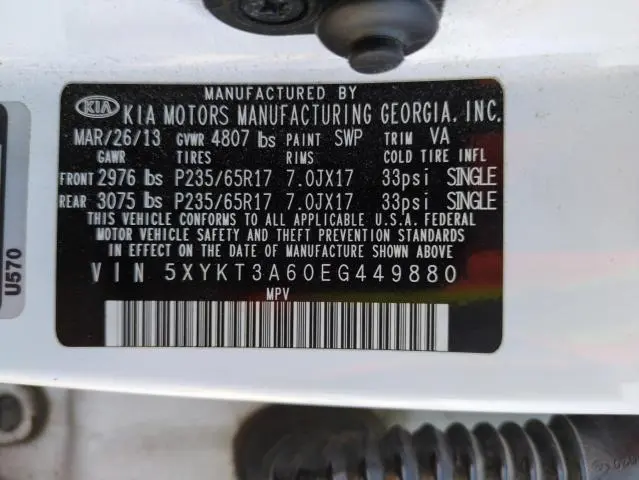 MANUFACTURED BY
KIA KIA MOTORS MANUFACTURING GEORGIA, INC.
MAR/26/13 GVWR 4807 lbs PAINT SWP TRIM VA
GAWR TIRES RIMS COLD TIRE INFL
FRONT 2976 lbs P235/65R17 7.0JX17 33psi SINGLE
REAR 3075 lbs P235/65R17 7.0JX17 33psi SINGLE
THIS VEHICLE CONFORMS TO ALL APPLICABLE U.S.A. FEDERAL
MOTOR VEHICLE SAFETY AND THEFT PREVENTION STANDARDS
IN EFFECT ON THE DATE OF MANUFACTURE SHOWN ABOVE.
VIN 5XYKT3A60EG449880
MPV
U570